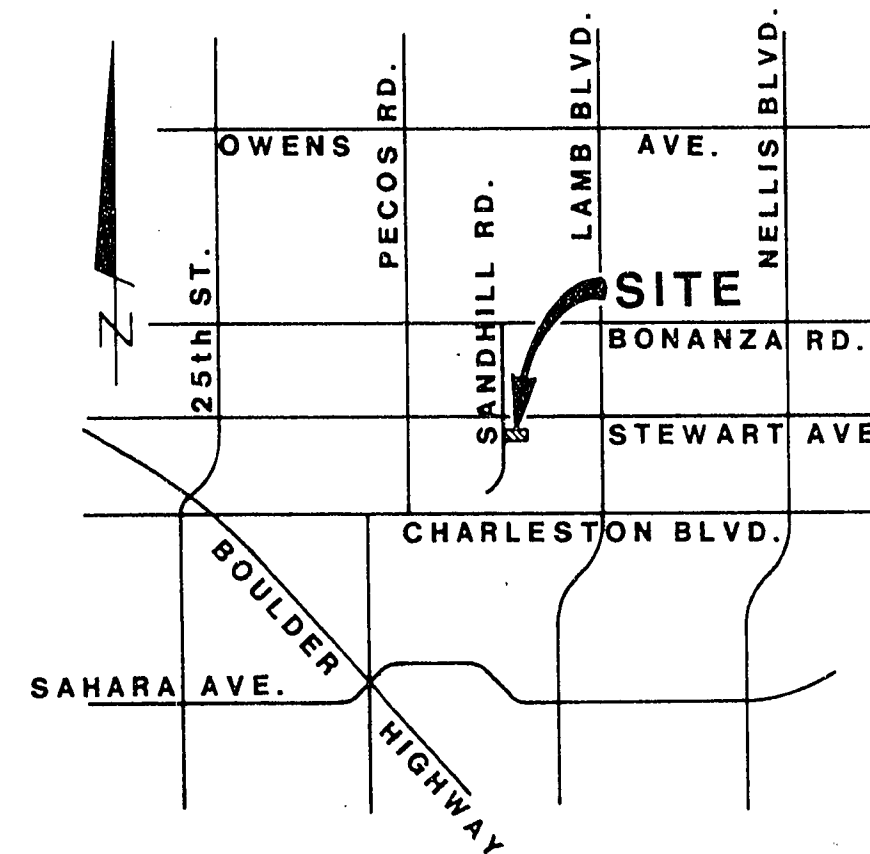 LAMB BLVD.
NELLIS BLVD.
PECOS RD.
OWENS AVE.
SANDHILL RD.
25th ST.
SITE
N
BONANZA RD.
STEWART AVE
CHARLESTON BLVD.
BOULDER HIGHWAY
SAHARA AVE.